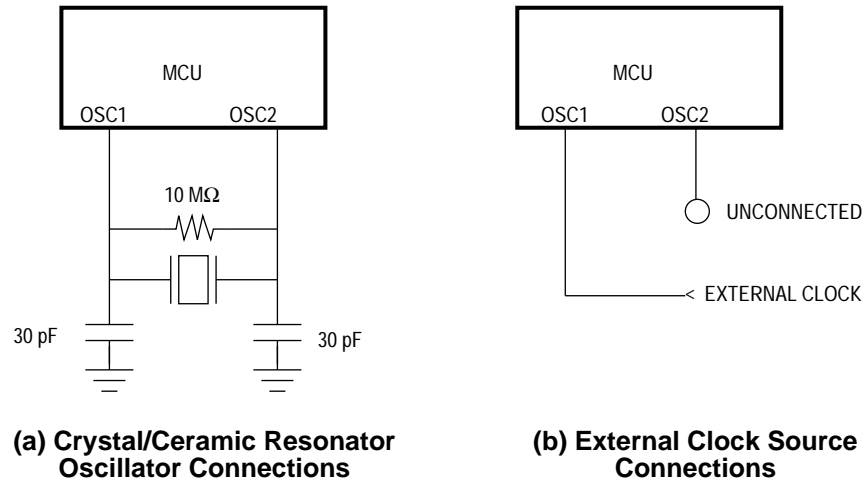 MCU
OSC1 OSC2
10 MΩ
30 pF 30 pF
(a) Crystal/Ceramic Resonator
Oscillator Connections
MCU
OSC1 OSC2
UNCONNECTED
< EXTERNAL CLOCK
(b) External Clock Source
Connections